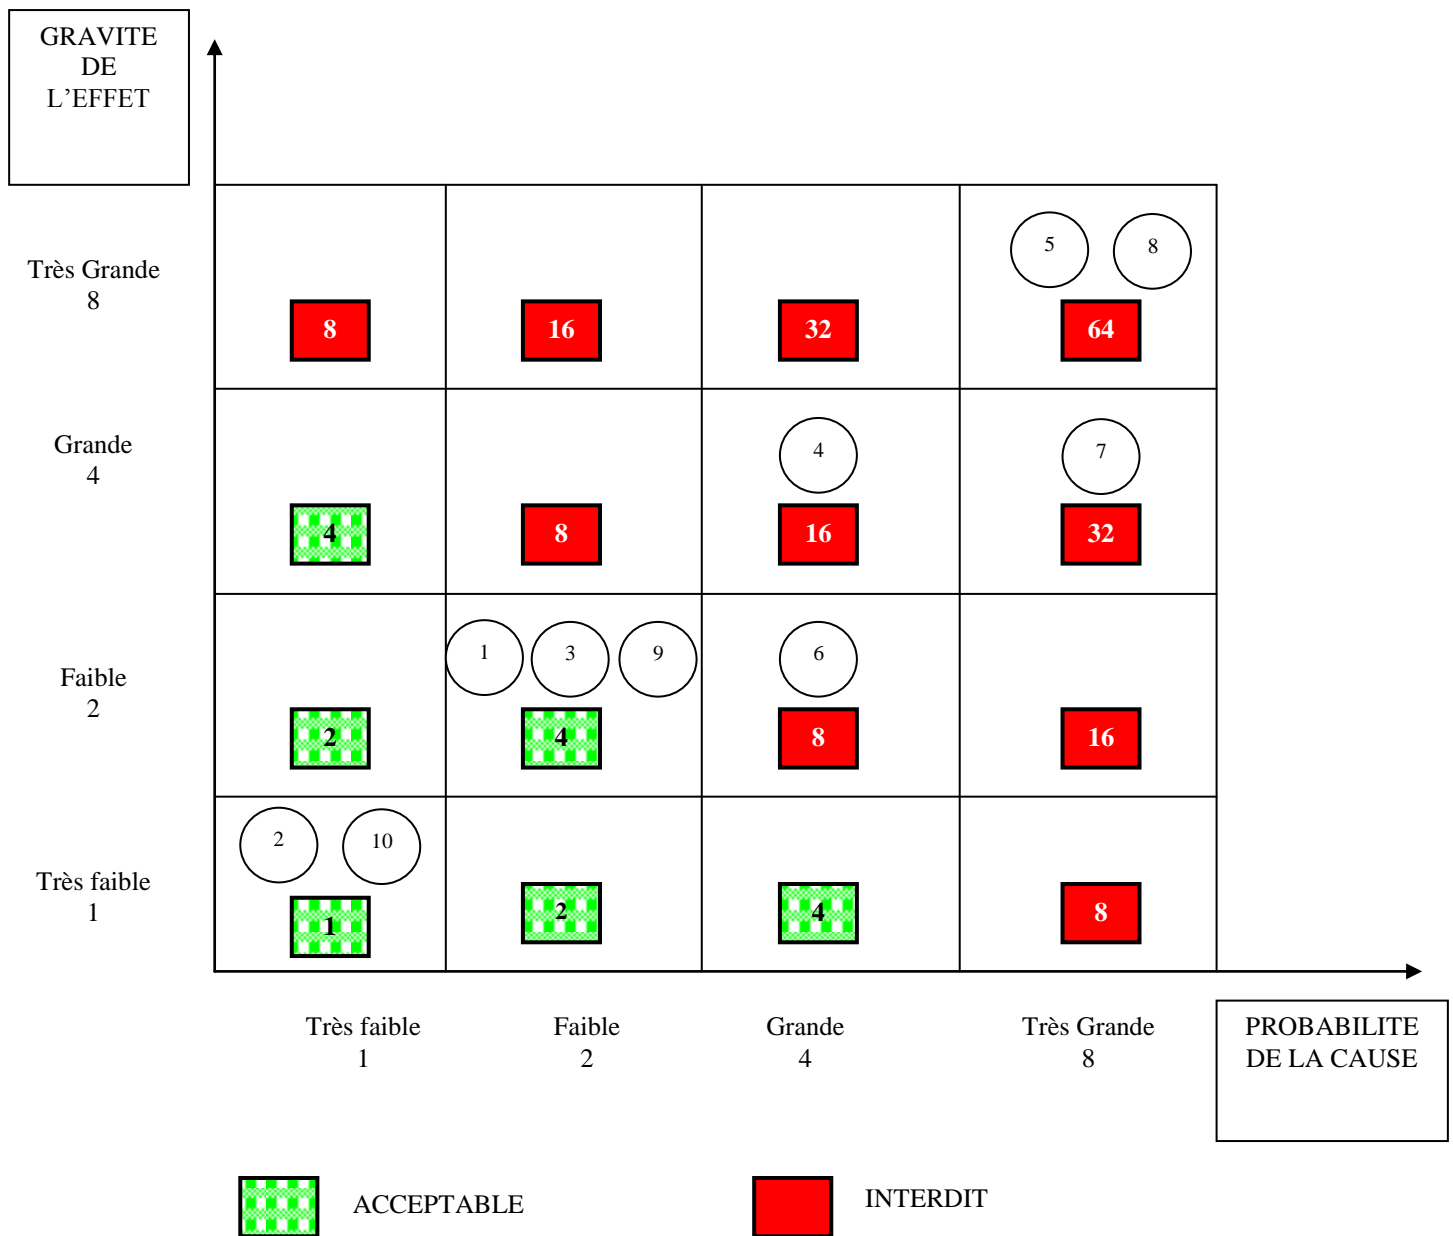 GRAVITE
DE
L’EFFET
Très Grande
8
5
8
8
16
32
64
Grande
4
4
7
4
8
16
32
Faible
2
1
3
9
6
2
4
8
16
Très faible
1
2
10
1
2
4
8
Très faible
1
Faible
2
Grande
4
Très Grande
8
PROBABILITE
DE LA CAUSE
ACCEPTABLE
INTERDIT